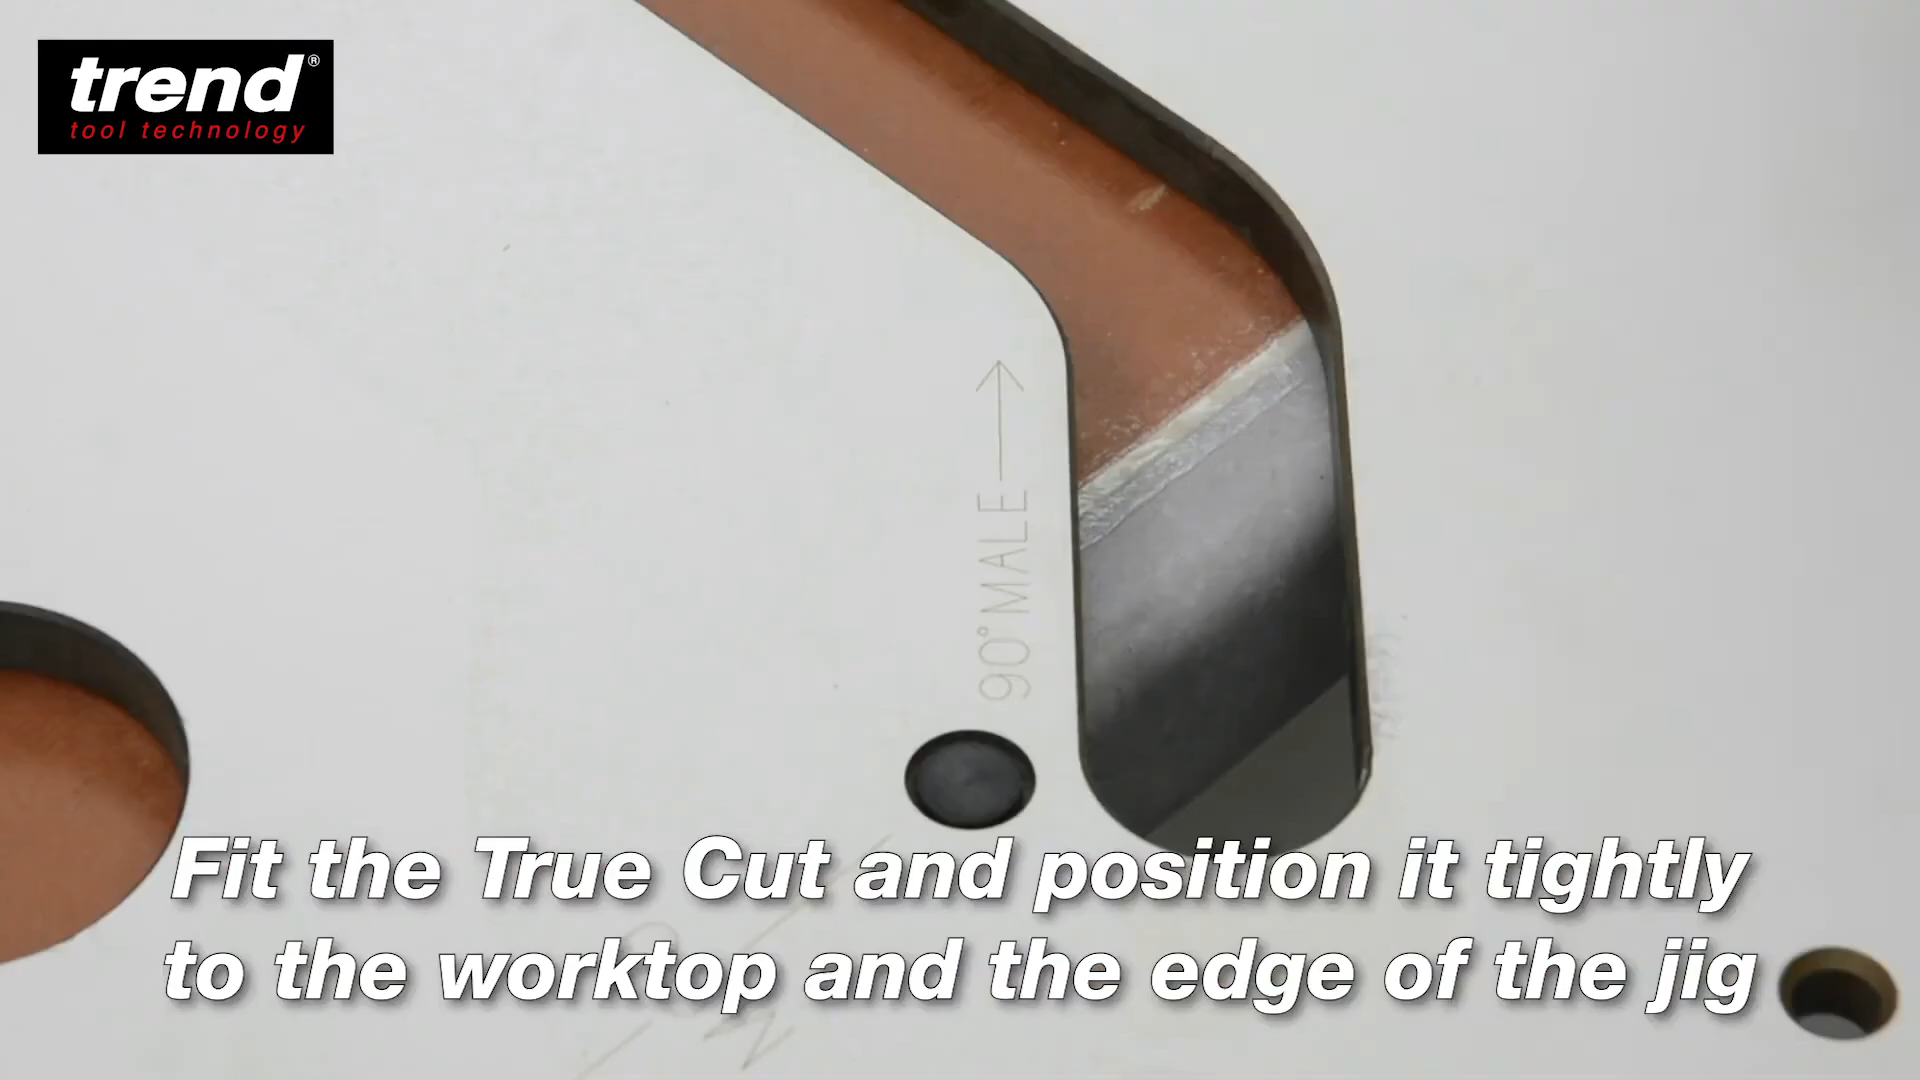 trend®
tool technology
90° MALE
Fit the True Cut and position it tightly
to the worktop and the edge of the jig